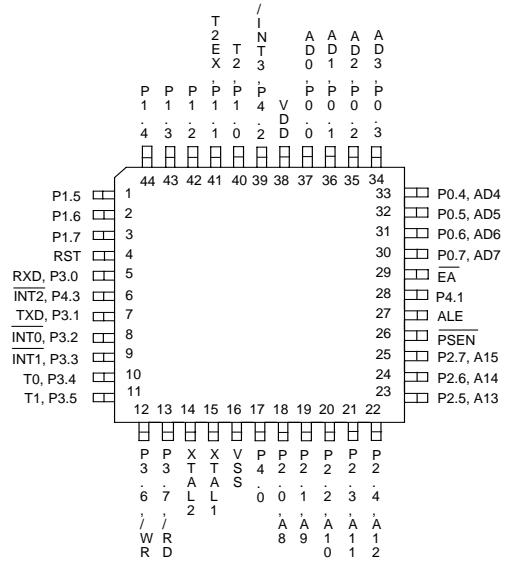 P1.4
P1.3
P1.2
T2EX,P1.1
T2,P1.0
/INT3,P4.2
VDD
AD0,P0.0
AD1,P0.1
AD2,P0.2
AD3,P0.3
44 43 42 41 40 39 38 37 36 35 34
P1.5 1
P1.6 2
P1.7 3
RST 4
RXD, P3.0 5
INT2, P4.3 6
TXD, P3.1 7
INT0, P3.2 8
INT1, P3.3 9
T0, P3.4 10
T1, P3.5 11
33 P0.4, AD4
32 P0.5, AD5
31 P0.6, AD6
30 P0.7, AD7
29 EA
28 P4.1
27 ALE
26 PSEN
25 P2.7, A15
24 P2.6, A14
23 P2.5, A13
12 13 14 15 16 17 18 19 20 21 22
P3.6,/WR
P3.7,/RD
XTAL2
XTAL1
VSS
P4.0
P2.0,A8
P2.1,A9
P2.2,A10
P2.3,A11
P2.4,A12